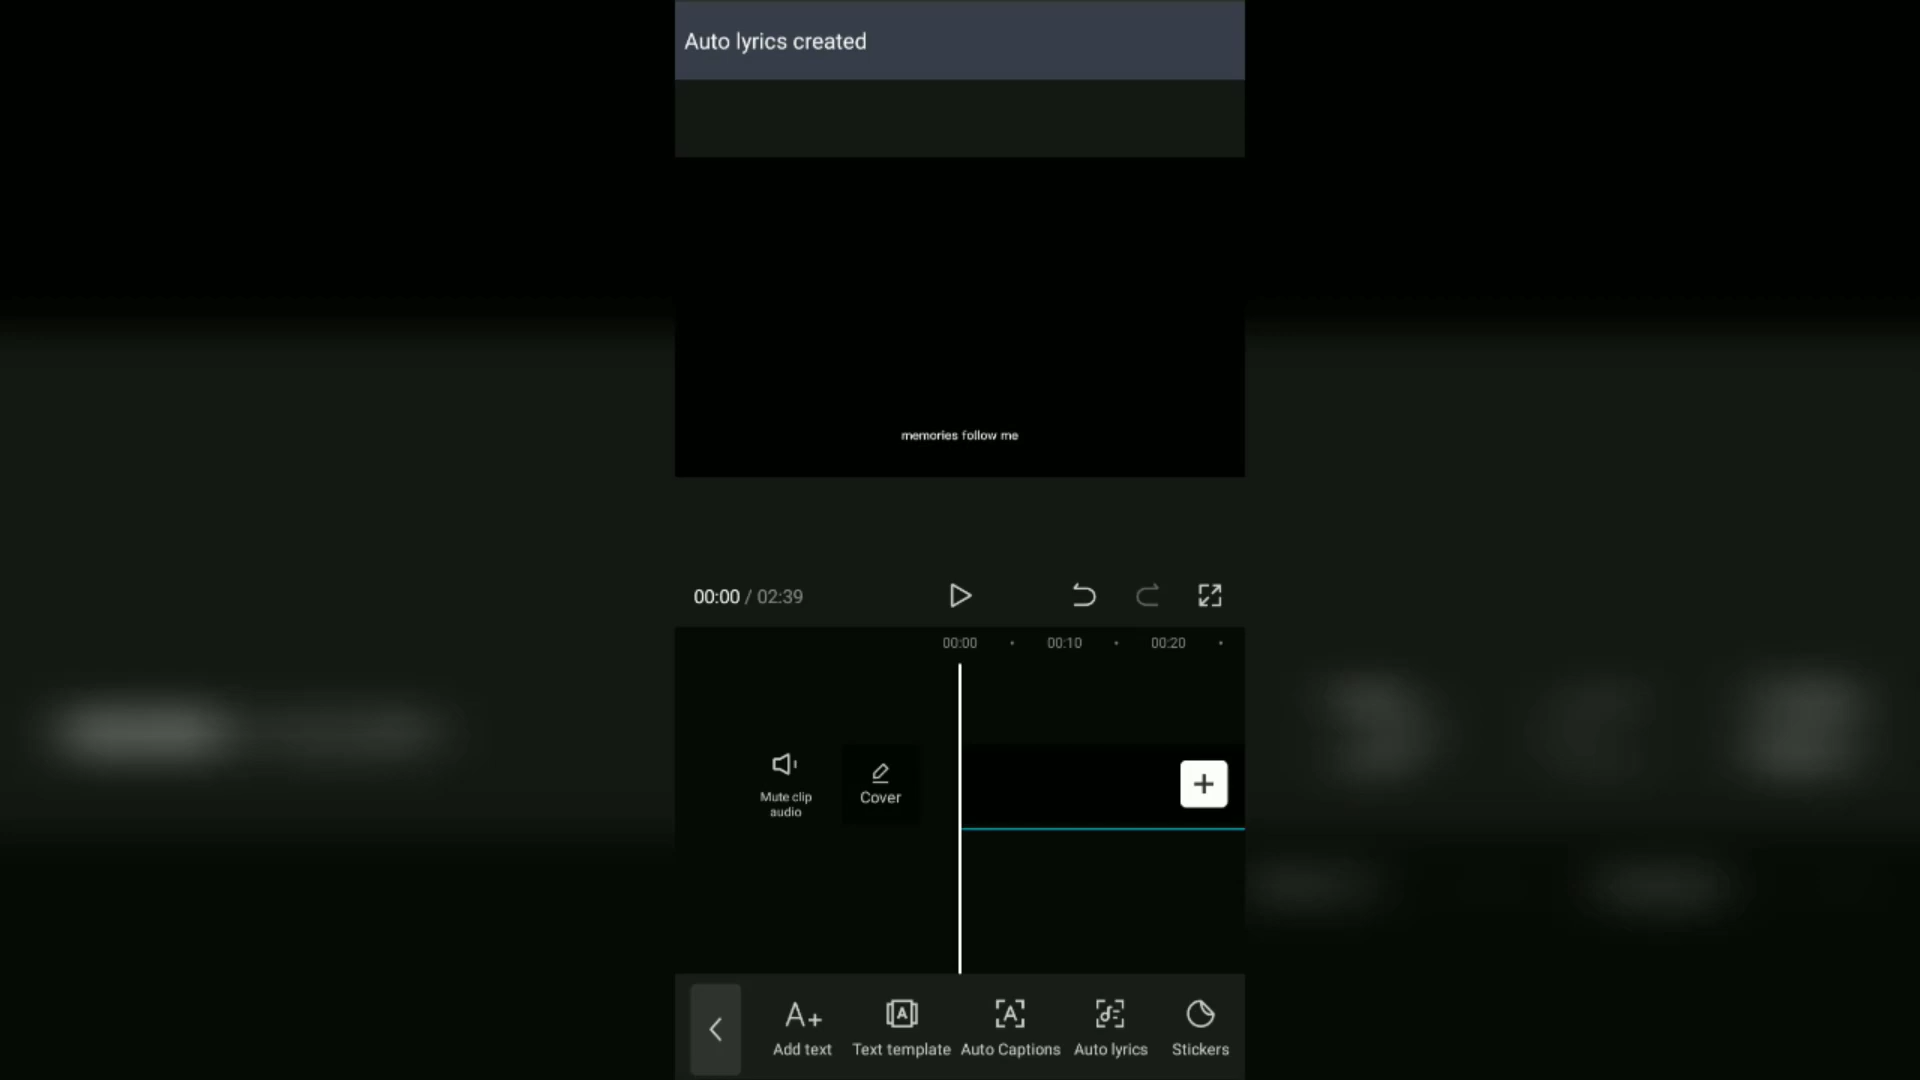 Auto lyrics created
memories follow me
00:00 / 02:39
00:00 00:10 00:20
Mute clip
audio
Cover
Add text
Text template
Auto Captions
Auto lyrics
Stickers